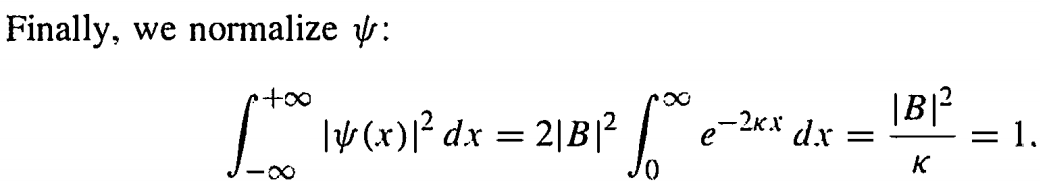 Finally, we normalize ψ:
∫_{−∞}^{+∞} |ψ(x)|² dx = 2|B|² ∫_0^∞ e^{−2κx} dx = |B|²/κ = 1.